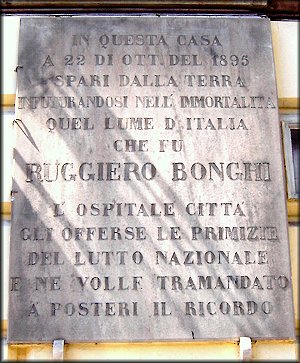 IN QUESTA CASA
A 22 DI OTT. DEL 1895
SPARI DALLA TERRA
INFUTURANDOSI NELL' IMMORTALITÀ
QUEL LUME D'ITALIA
CHE FU
RUGGIERO BONGHI
L'OSPITALE CITTÀ
GLI OFFERSE LE PRIMIZIE
DEL LUTTO NAZIONALE
E NE VOLLE TRAMANDATO
A POSTERI IL RICORDO